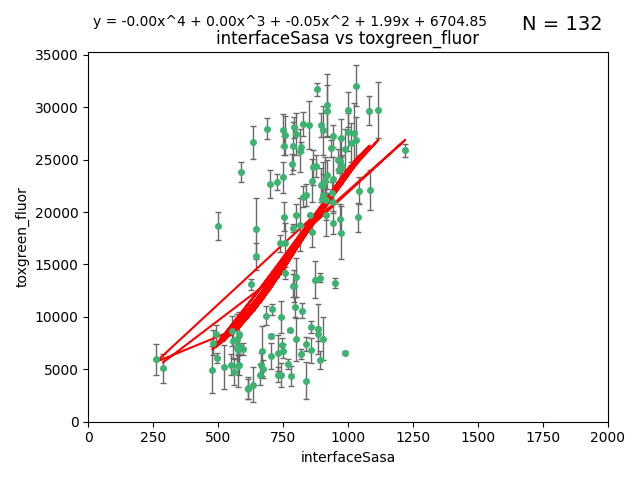 y = -0.00x^4 + 0.00x^3 + -0.05x^2 + 1.99x + 6704.85
N = 132
interfaceSasa vs toxgreen_fluor
35000
30000
25000
20000
15000
10000
5000
0
toxgreen_fluor
0 250 500 750 1000 1250 1500 1750 2000
interfaceSasa